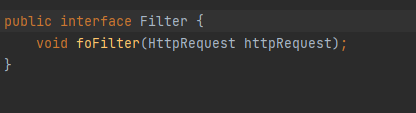 public interface Filter {
    void foFilter(HttpRequest httpRequest);
}